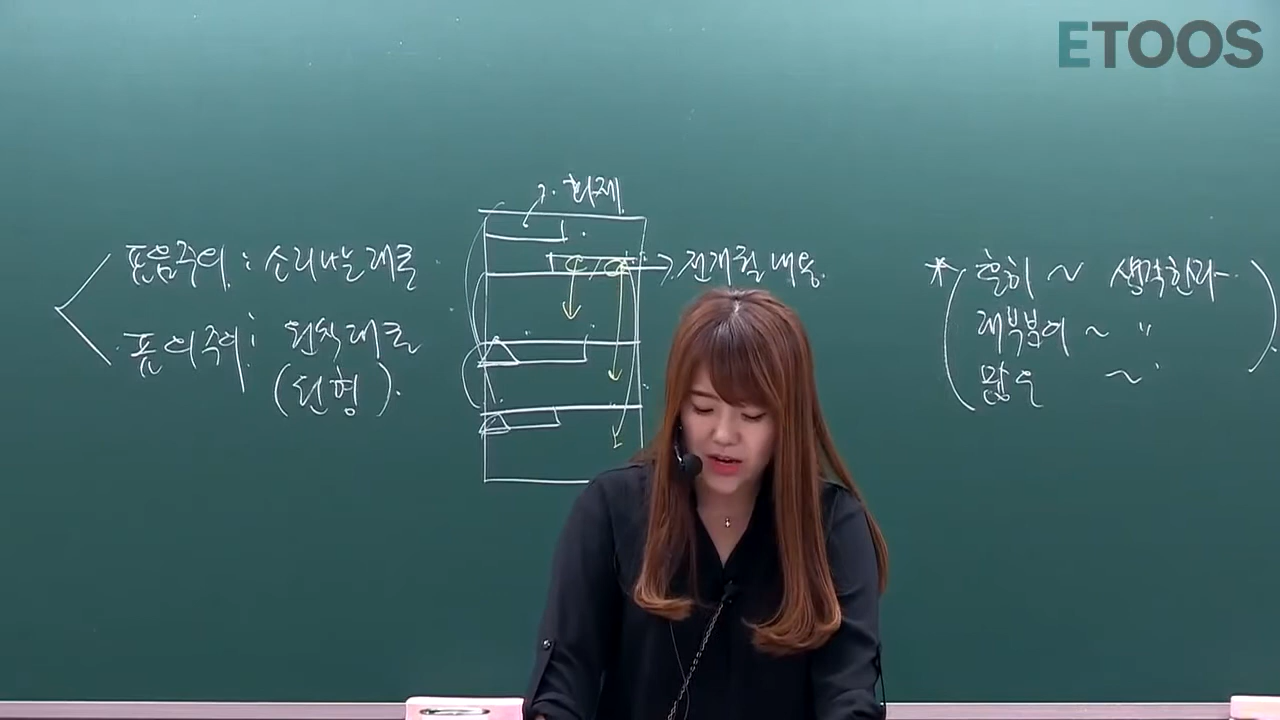 ETOOS
7. 화제
표음주의 : 소리나는 대로
표의주의 : 원칙대로
(원형).
전개될 내용.
* 흔히 ~ 생각한다.
대부분이 ~ "
많은 ~ "